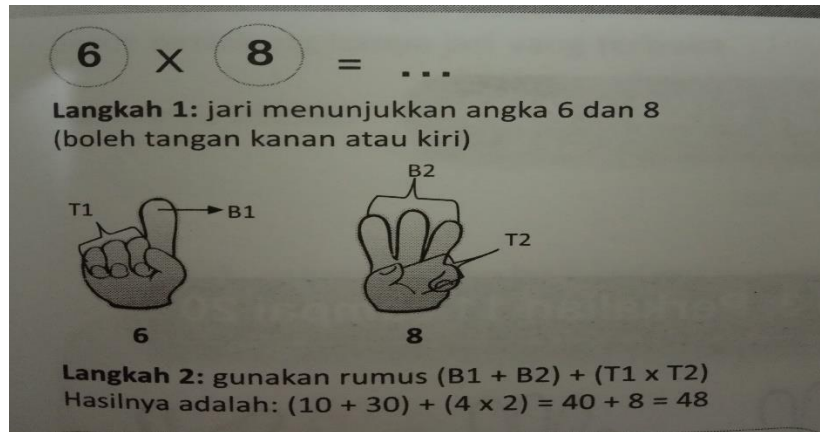 6 x 8 = ...
Langkah 1: jari menunjukkan angka 6 dan 8
(boleh tangan kanan atau kiri)
B2
T1
B1
T2
6
8
Langkah 2: gunakan rumus (B1 + B2) + (T1 x T2)
Hasilnya adalah: (10 + 30) + (4 x 2) = 40 + 8 = 48